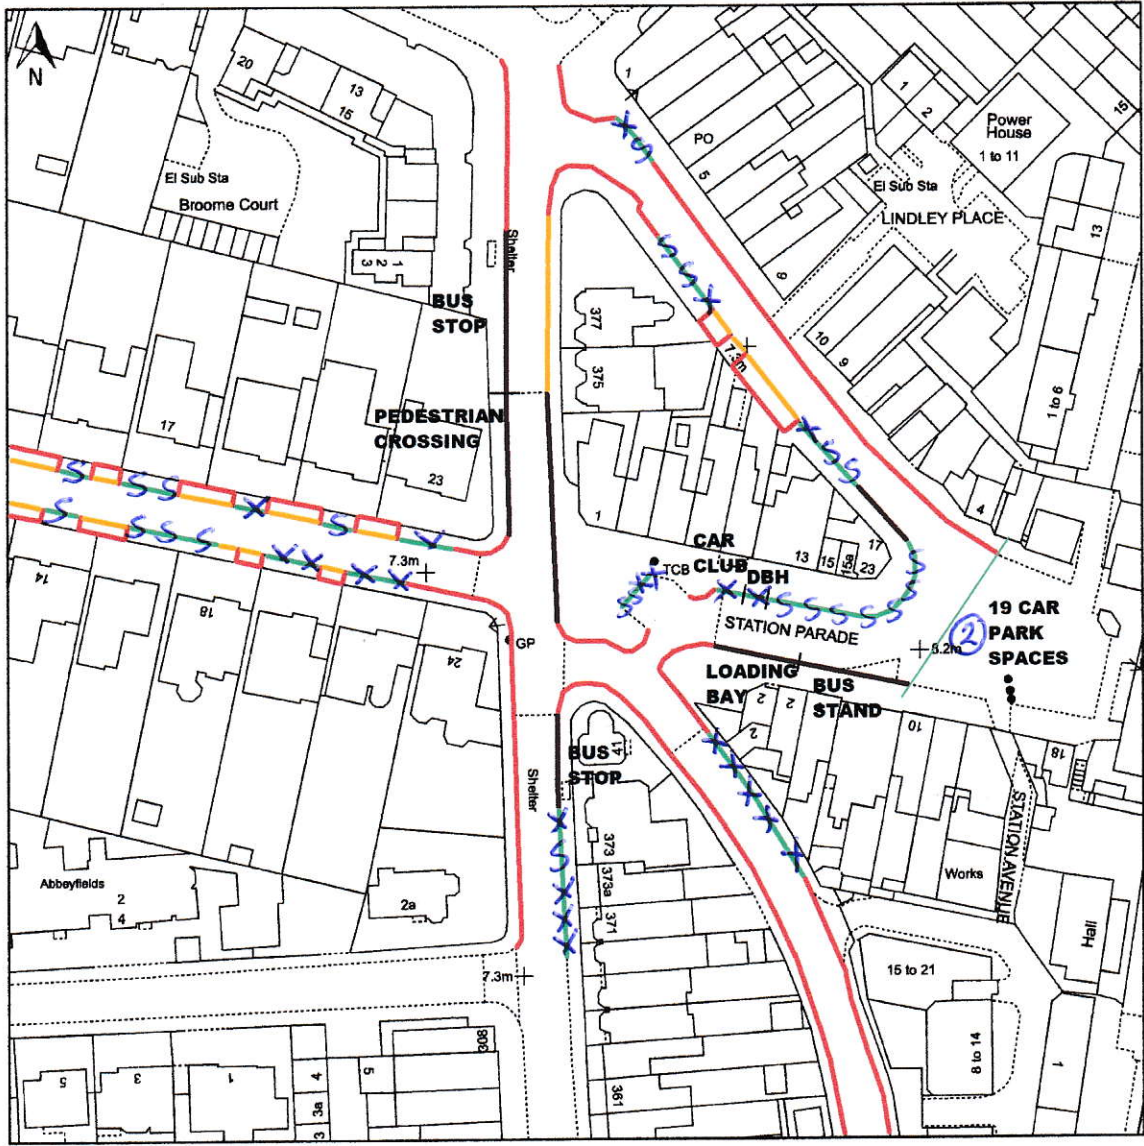 N
20
13
15
El Sub Sta
Broome Court
3 2 1
Shelter
BUS
STOP
PEDESTRIAN
CROSSING
17
23
S S S X S
S S S S X X X X
7.3m
14
18
24
GP
Shelter
Abbeyfields
2
4
2a
7.3m
5
3
1
4
3a
3
5
308
1
PO
5
6
1
2
Power
House
1 to 11
15
El Sub Sta
LINDLEY PLACE
13
10
9
1 to 6
4
X S
S S X
7.3m
X S S
377
375
1
13
15
15a
17
23
CAR
CLUB
DBH
TCB
X X S S S S S S
STATION PARADE
19 CAR
PARK
SPACES
2
5.2m
LOADING
BAY
BUS
STAND
2
2
2
10
18
BUS
STOP
41
X X X X
X S X X X
373
373a
371
361
STATION AVENUE
Works
Hall
15 to 21
8 to 14
1